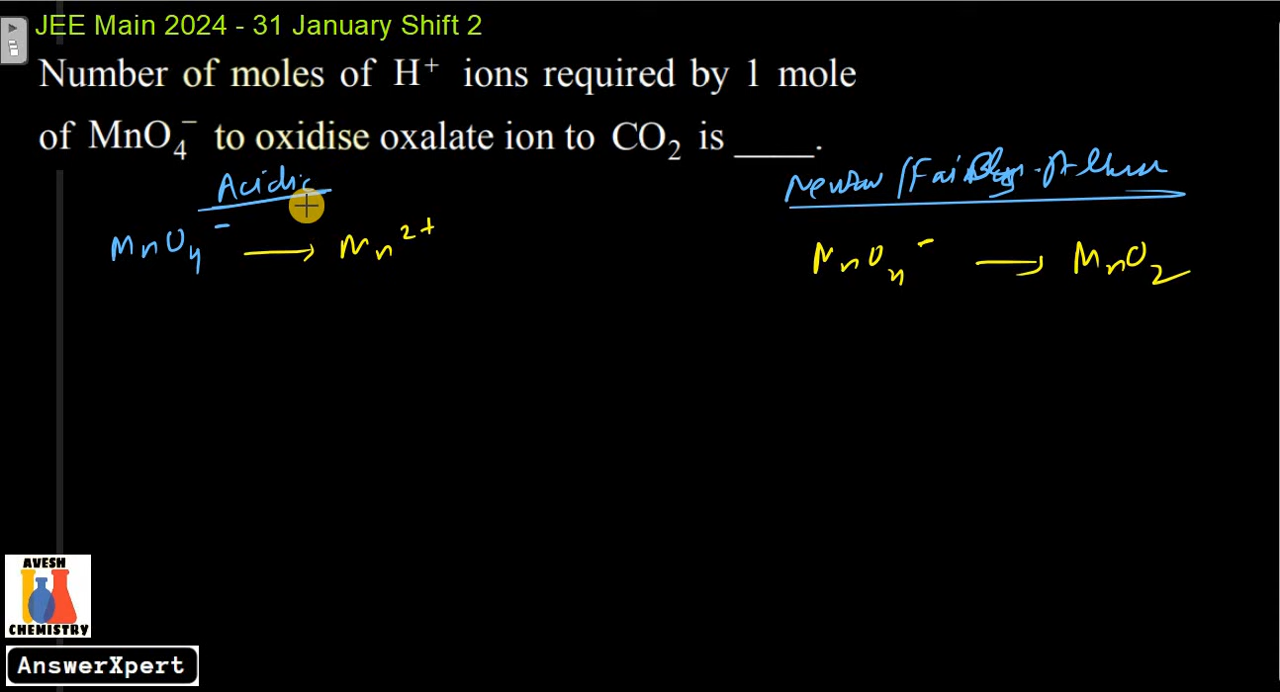 JEE Main 2024 - 31 January Shift 2
Number of moles of H⁺ ions required by 1 mole
of MnO₄⁻ to oxidise oxalate ion to CO₂ is ____.
Acidic
MnO₄⁻ ⟶ Mn²⁺
MnO₄⁻ ⟶ MnO₂
AVESH
CHEMISTRY
AnswerXpert